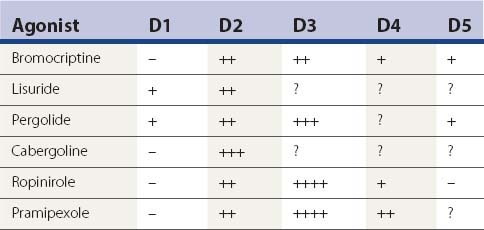 Agonist D1 D2 D3 D4 D5
Bromocriptine – ++ ++ + +
Lisuride + ++ ? ? ?
Pergolide + ++ +++ ? +
Cabergoline – +++ ? ? ?
Ropinirole – ++ ++++ + –
Pramipexole – ++ ++++ ++ ?